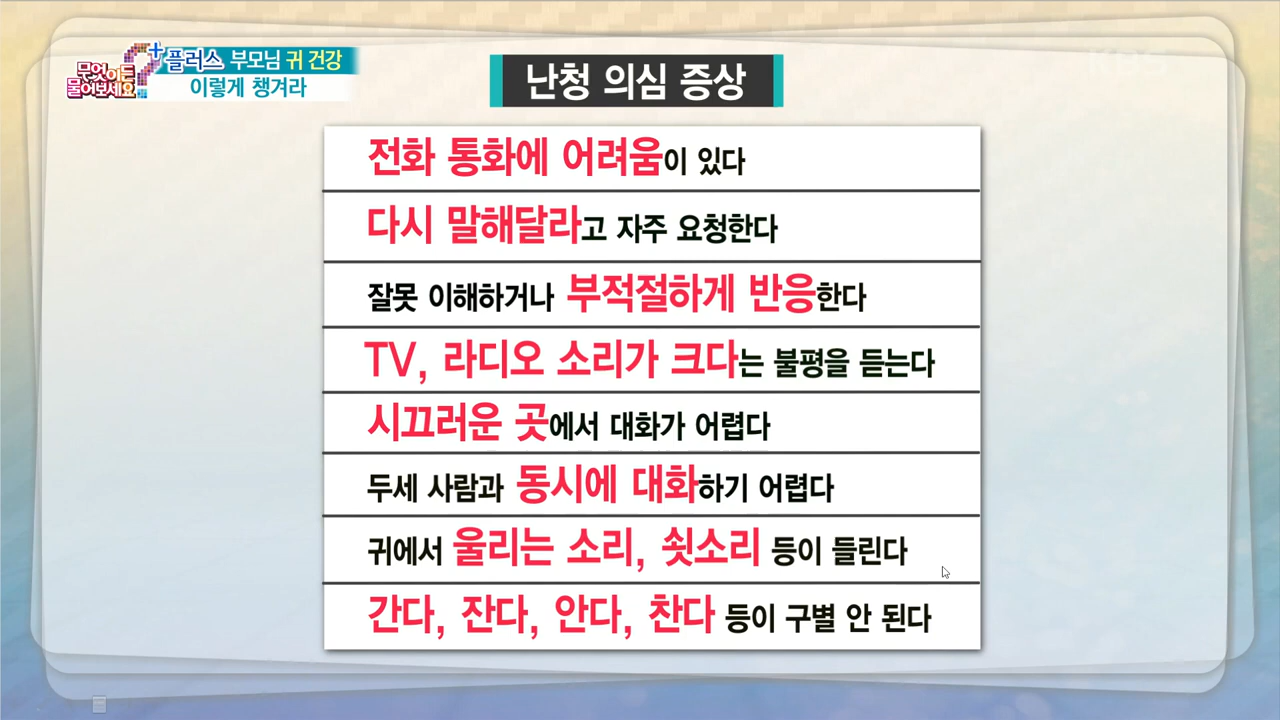 무엇이든
물어보세요
플러스 부모님 귀 건강
이렇게 챙겨라
KBS
난청 의심 증상
전화 통화에 어려움이 있다
다시 말해달라고 자주 요청한다
잘못 이해하거나 부적절하게 반응한다
TV, 라디오 소리가 크다는 불평을 듣는다
시끄러운 곳에서 대화가 어렵다
두세 사람과 동시에 대화하기 어렵다
귀에서 울리는 소리, 쇳소리 등이 들린다
간다, 잔다, 안다, 찬다 등이 구별 안 된다